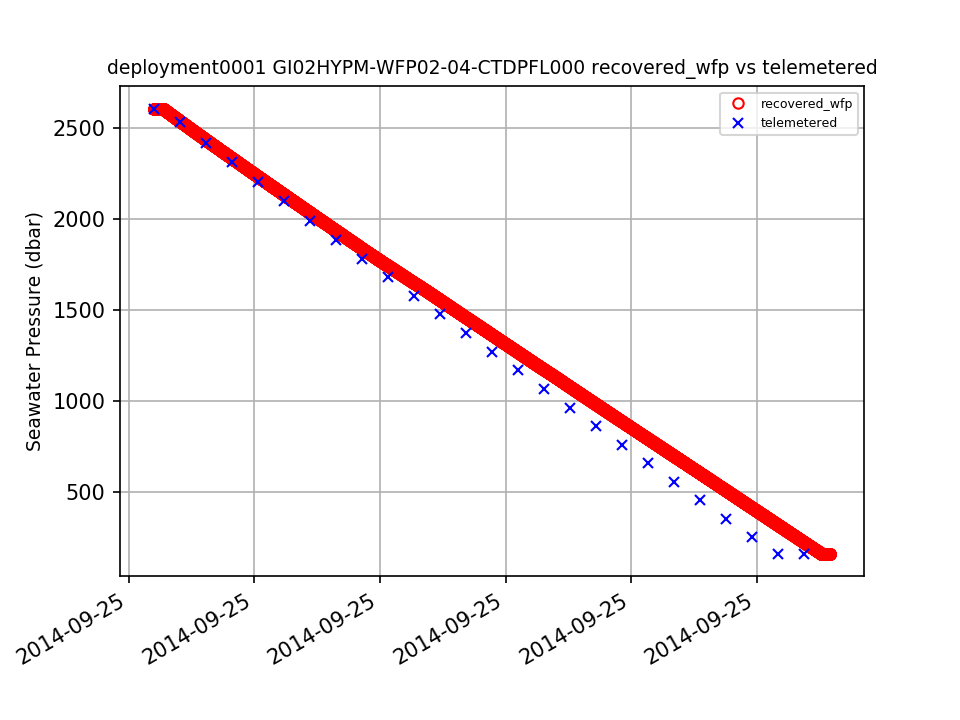 deployment0001 GI02HYPM-WFP02-04-CTDPFL000 recovered_wfp vs telemetered
recovered_wfp
telemetered
Seawater Pressure (dbar)
2500
2000
1500
1000
500
2014-09-25
2014-09-25
2014-09-25
2014-09-25
2014-09-25
2014-09-25